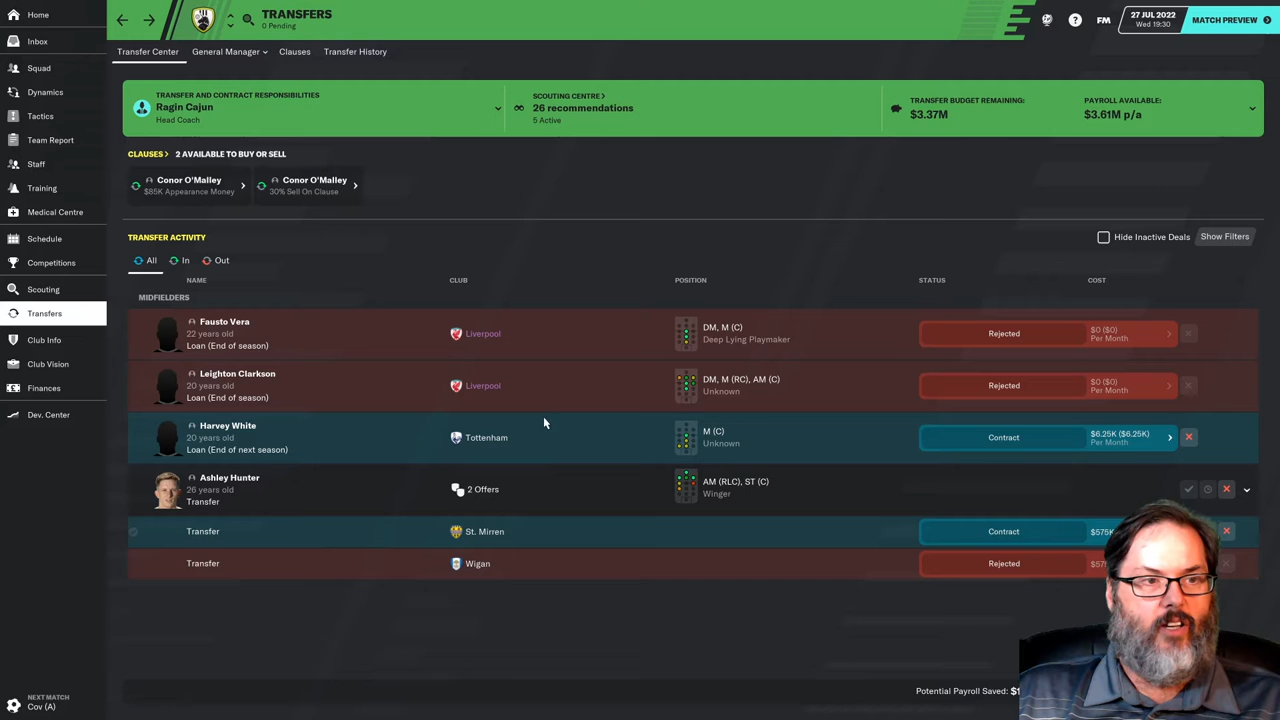 Home
TRANSFERS
0 Pending
FM
27 JUL 2022
Wed 19:30
MATCH PREVIEW
Inbox
Transfer Center
General Manager
Clauses
Transfer History
Squad
Dynamics
Tactics
Team Report
Staff
Training
Medical Centre
Schedule
Competitions
Scouting
Transfers
Club Info
Club Vision
Finances
Dev. Center
NEXT MATCH
Cov (A)
TRANSFER AND CONTRACT RESPONSIBILITIES
Ragin Cajun
Head Coach
SCOUTING CENTRE >
26 recommendations
5 Active
TRANSFER BUDGET REMAINING:
$3.37M
PAYROLL AVAILABLE:
$3.61M p/a
CLAUSES > 2 AVAILABLE TO BUY OR SELL
Conor O'Malley
$85K Appearance Money
Conor O'Malley
30% Sell On Clause
TRANSFER ACTIVITY
Hide Inactive Deals
Show Filters
All
In
Out
NAME CLUB POSITION STATUS COST
MIDFIELDERS
Fausto Vera
22 years old
Loan (End of season)
Liverpool
DM, M (C)
Deep Lying Playmaker
Rejected
$0 ($0)
Per Month
Leighton Clarkson
20 years old
Loan (End of season)
Liverpool
DM, M (RC), AM (C)
Unknown
Rejected
$0 ($0)
Per Month
Harvey White
20 years old
Loan (End of next season)
Tottenham
M (C)
Unknown
Contract
$6.25K ($6.25K)
Per Month
Ashley Hunter
26 years old
Transfer
2 Offers
AM (RLC), ST (C)
Winger
Transfer
St. Mirren
Contract
$575K
Transfer
Wigan
Rejected
Potential Payroll Saved: